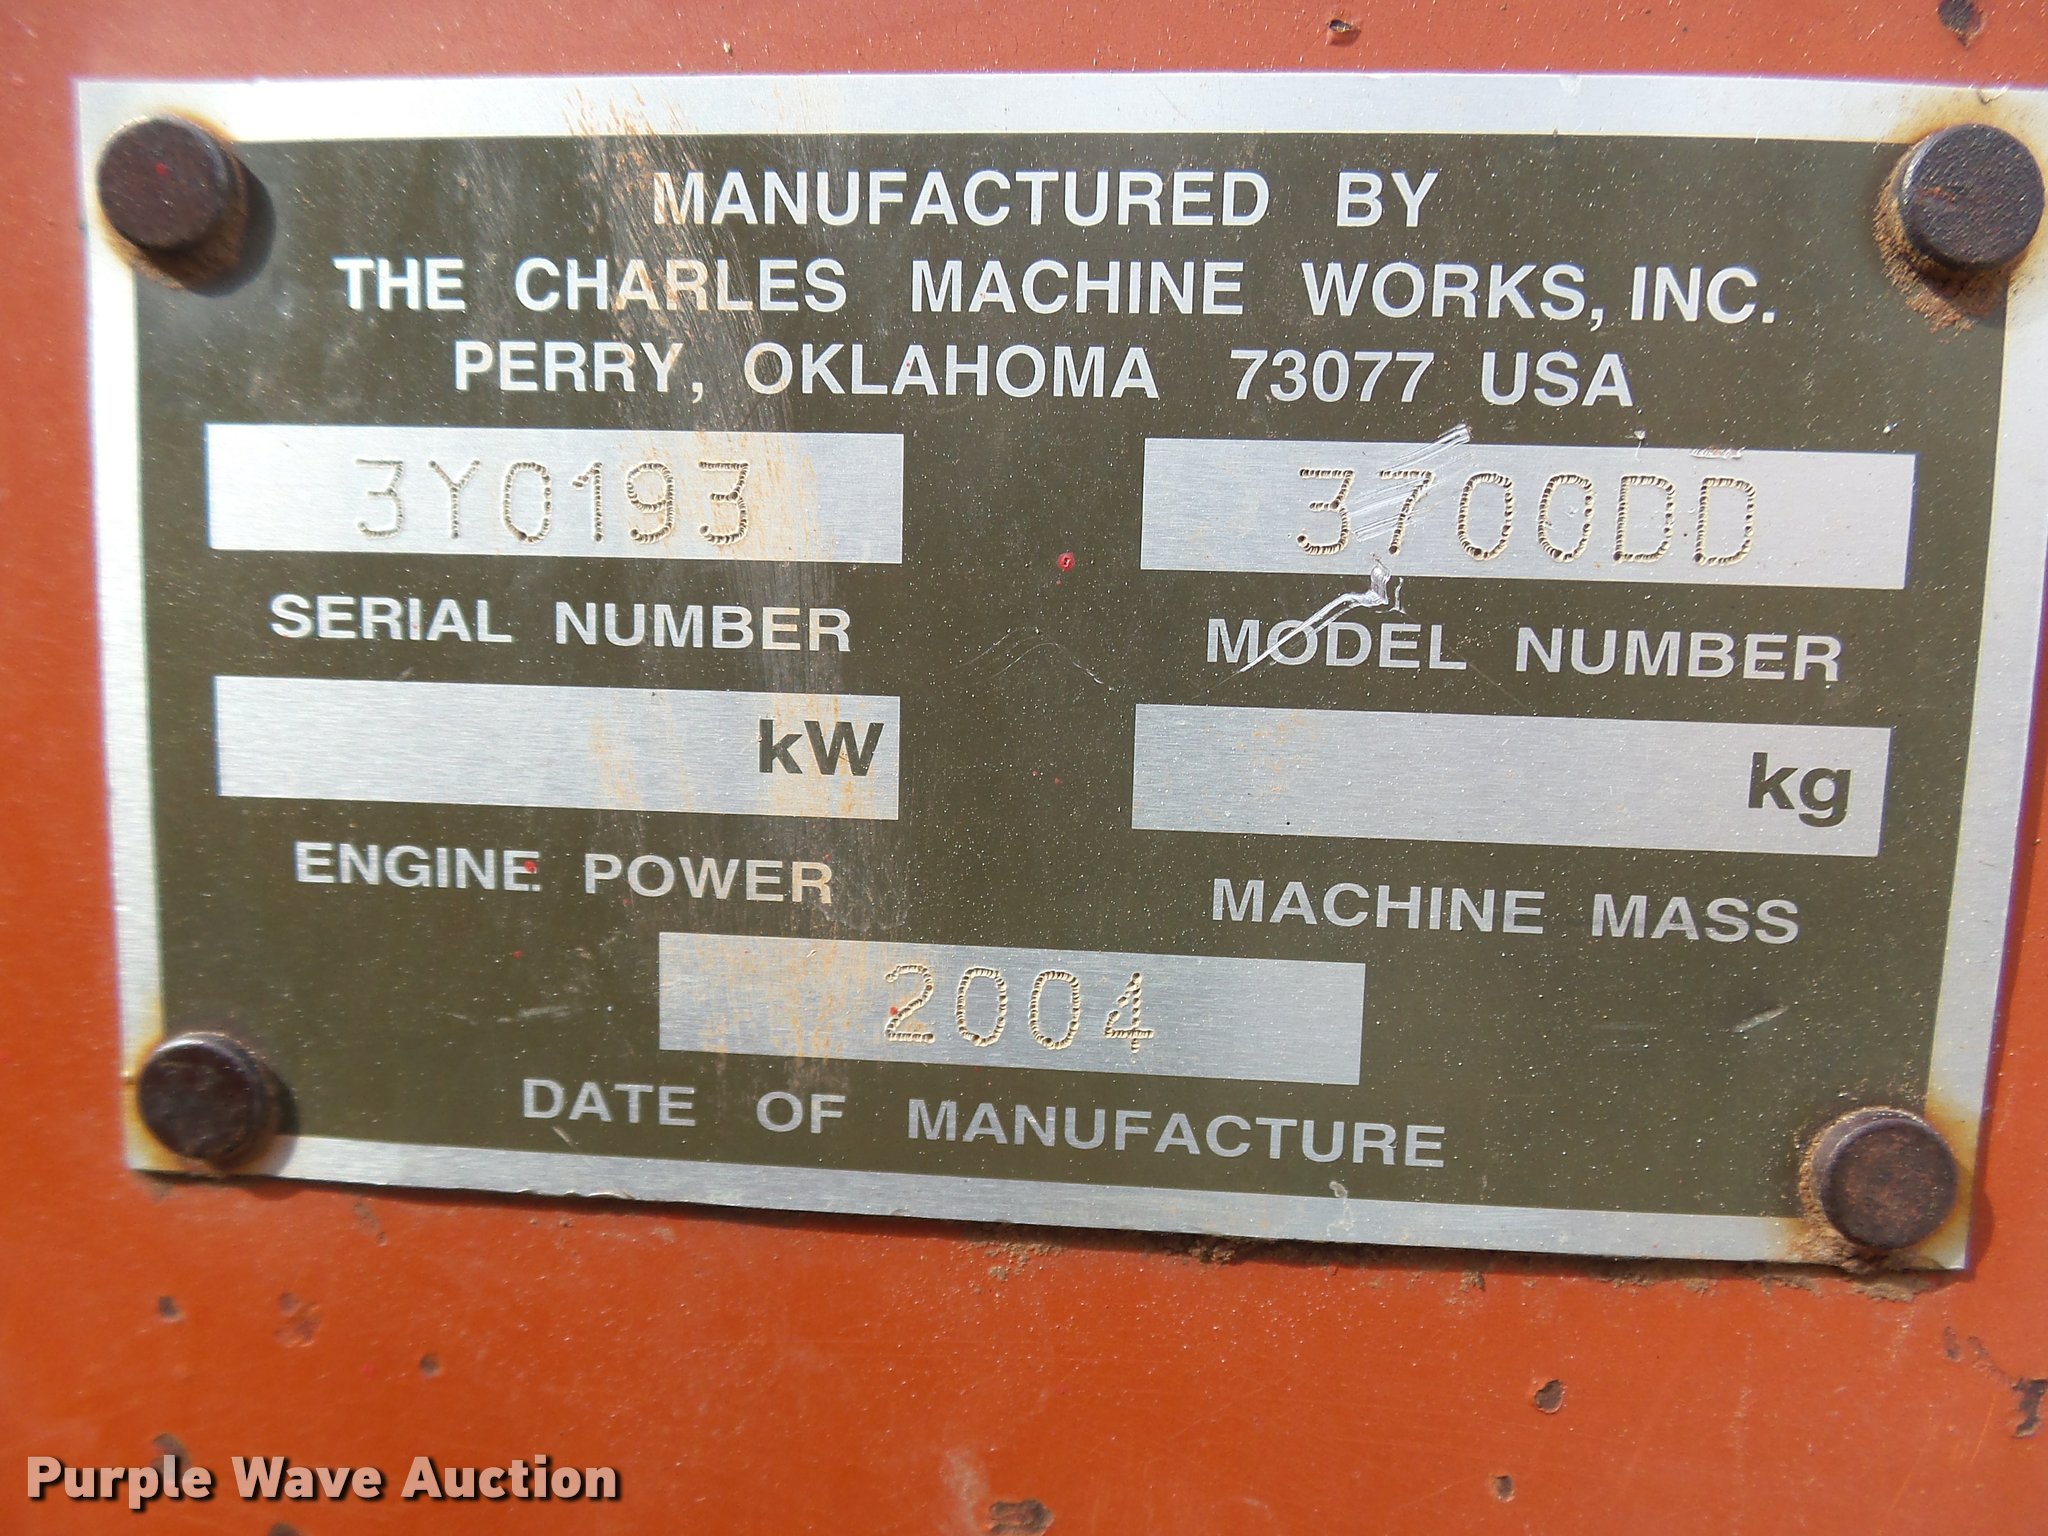 MANUFACTURED BY
THE CHARLES MACHINE WORKS, INC.
PERRY, OKLAHOMA 73077 USA
3Y0193 3700DD
SERIAL NUMBER MODEL NUMBER
kW kg
ENGINE POWER MACHINE MASS
2004
DATE OF MANUFACTURE
Purple Wave Auction